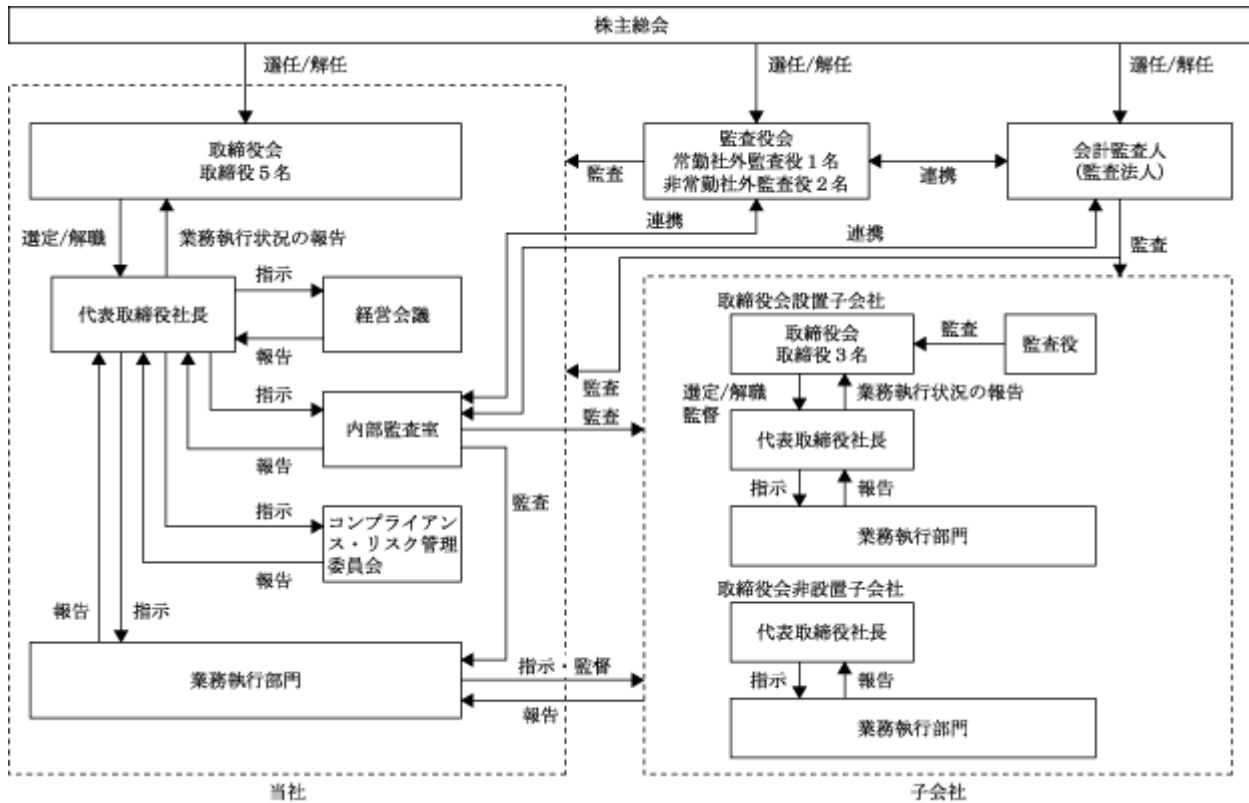 株主総会
選任/解任
選任/解任
選任/解任
取締役会
取締役5名
監査役会
常勤社外監査役1名
非常勤社外監査役2名
会計監査人
(監査法人)
監査
連携
選定/解職
業務執行状況の報告
連携
連携
監査
代表取締役社長
指示
経営会議
報告
取締役会設置子会社
取締役会
取締役3名
監査
監査役
指示
内部監査室
報告
監査
監査
選定/解職
監督
業務執行状況の報告
代表取締役社長
指示
報告
業務執行部門
監査
指示
コンプライアン
ス・リスク管理
委員会
報告
取締役会非設置子会社
代表取締役社長
指示
報告
業務執行部門
報告
指示
業務執行部門
指示・監督
報告
当社
子会社